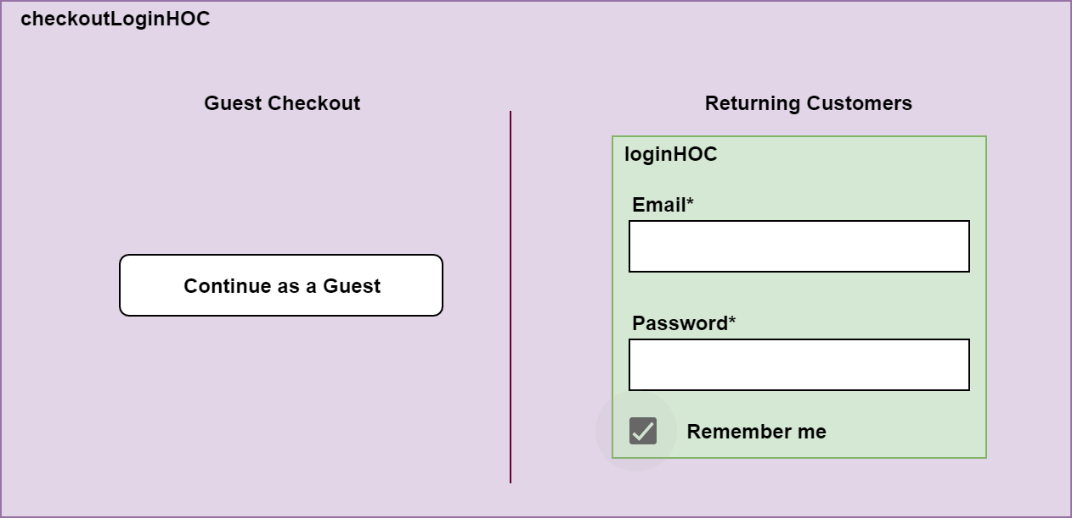 checkoutLoginHOC
Guest Checkout
Continue as a Guest
Returning Customers
loginHOC
Email*
Password*
Remember me